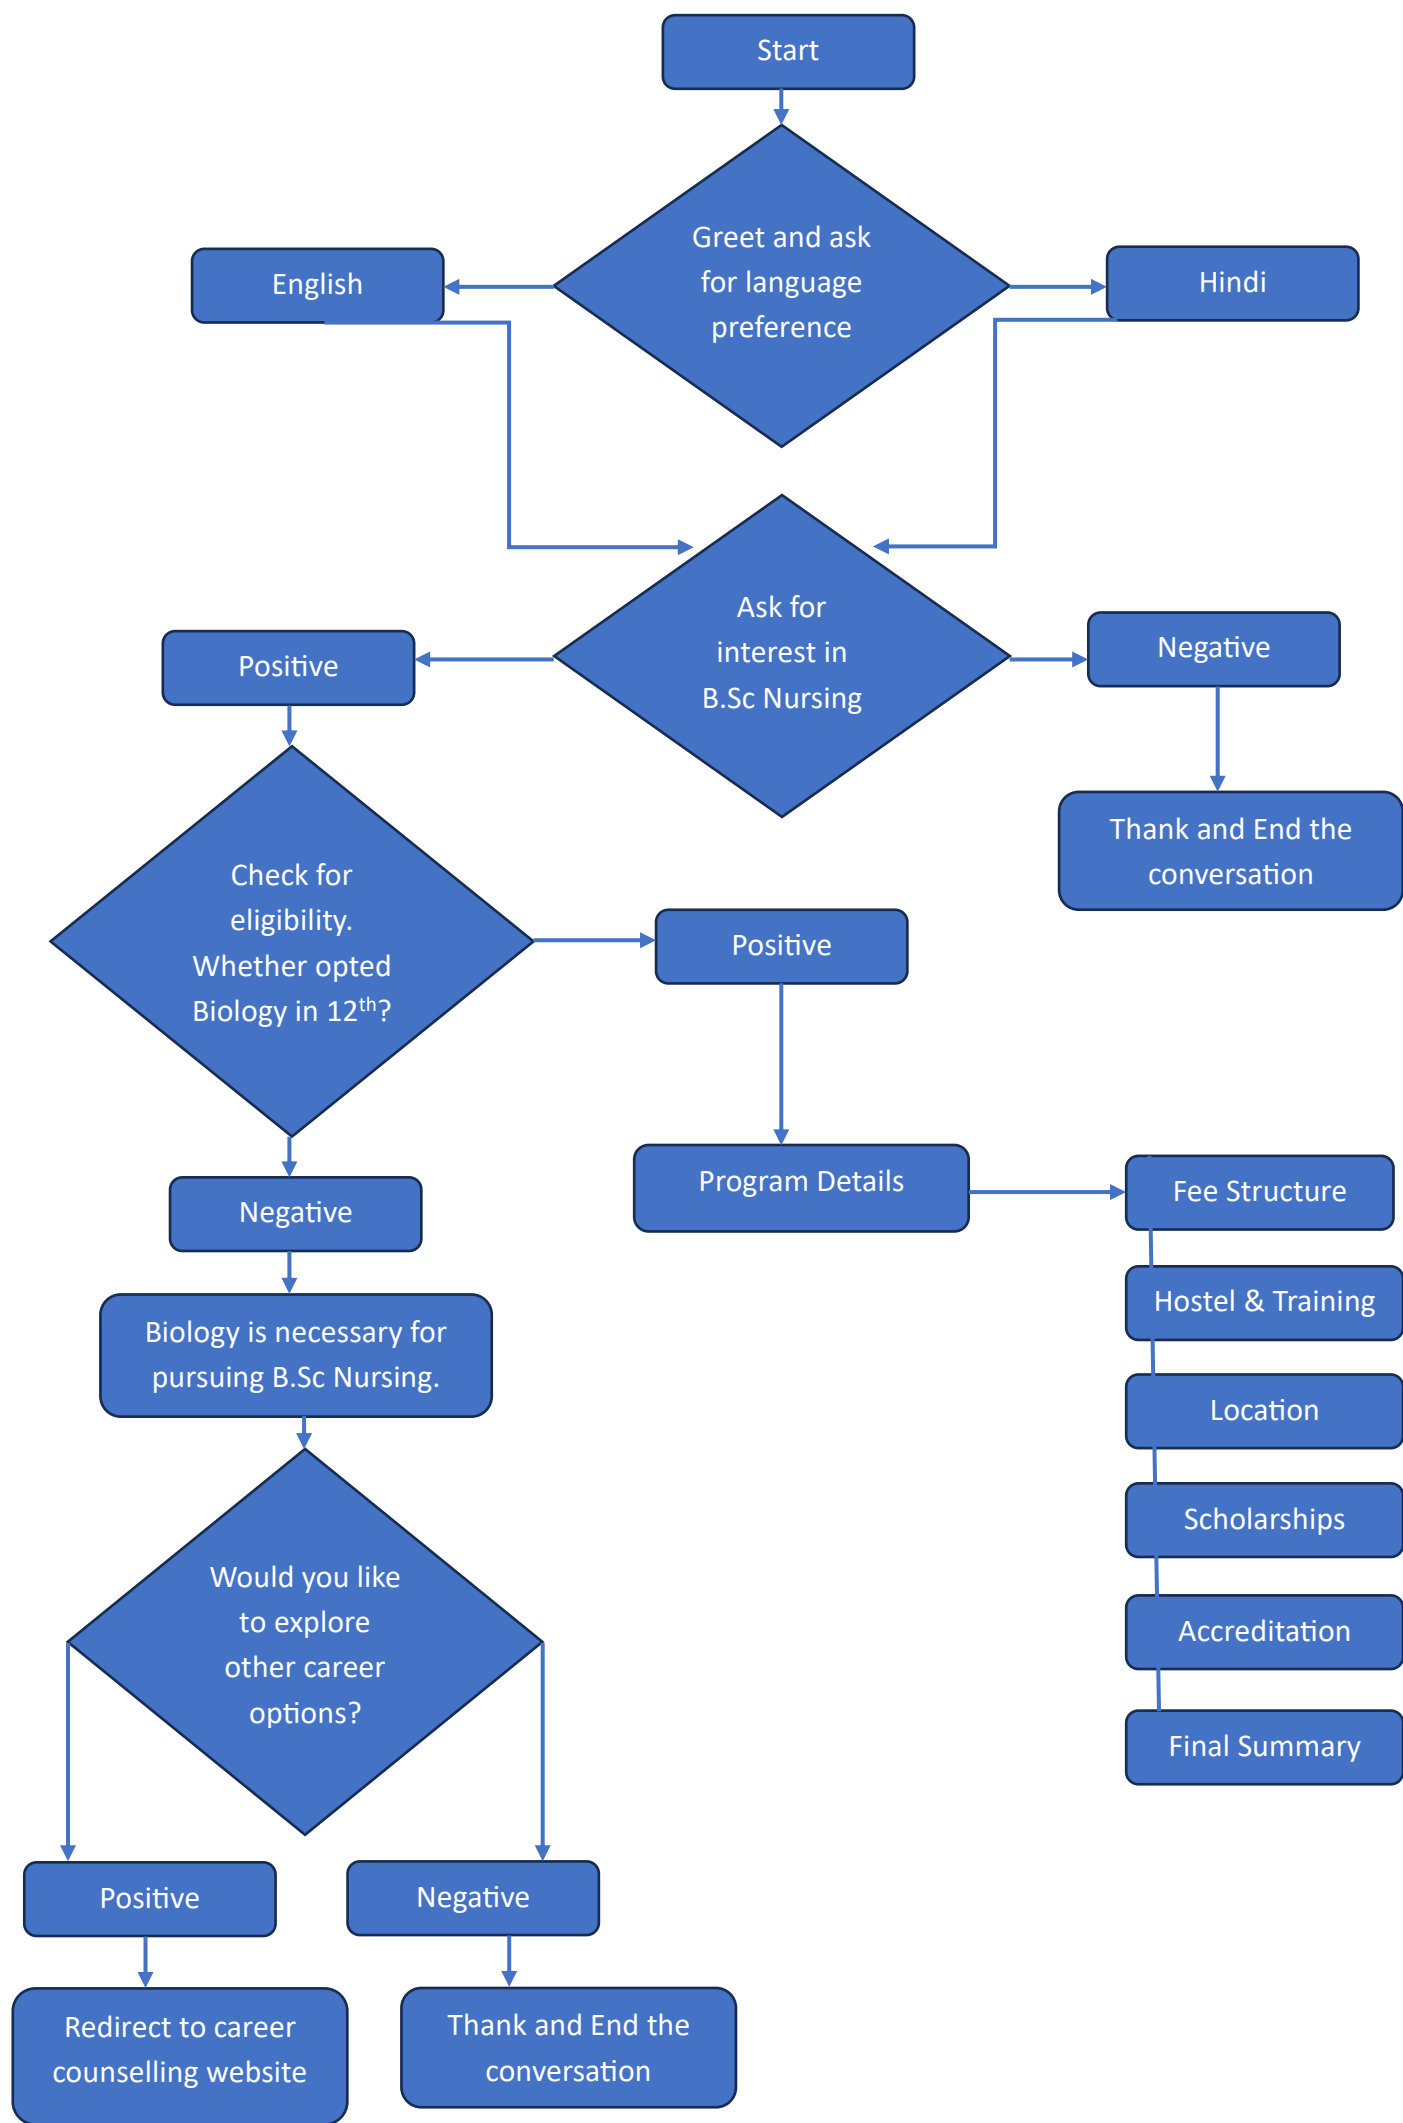 Start
Greet and ask
for language
preference
English
Hindi
Ask for
interest in
B.Sc Nursing
Positive
Negative
Thank and End the
conversation
Check for
eligibility.
Whether opted
Biology in 12th?
Positive
Program Details
Fee Structure
Hostel & Training
Location
Scholarships
Accreditation
Final Summary
Negative
Biology is necessary for
pursuing B.Sc Nursing.
Would you like
to explore
other career
options?
Positive
Negative
Redirect to career
counselling website
Thank and End the
conversation